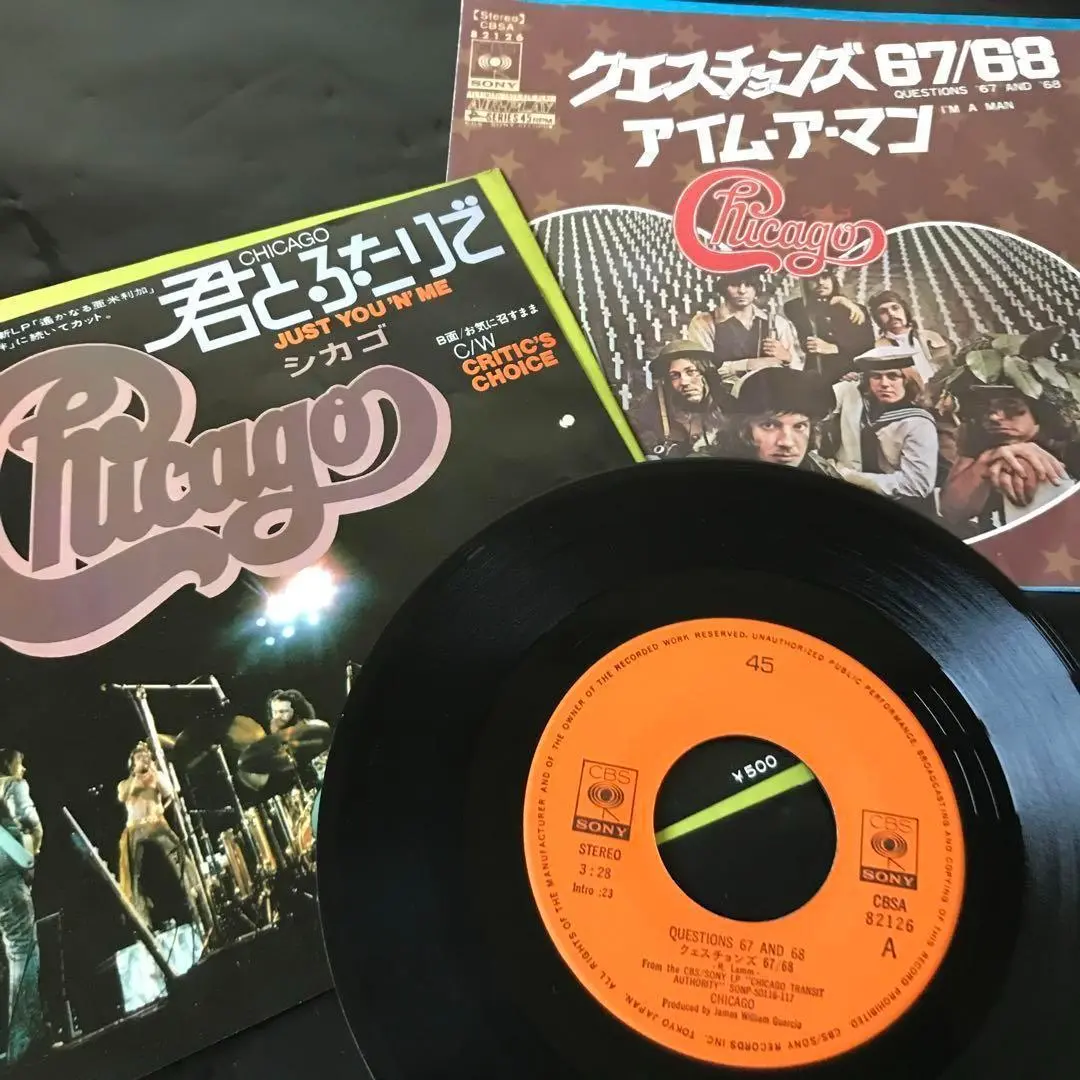 【Stereo】
CBSA
82126
SONY
SERIES 45 RPM
クエスチョンズ 67/68
QUESTIONS '67 AND '68
アイム・ア・マン
I'M A MAN
Chicago
新LP「遙かなる亜米利加」
に続いてカット。
CHICAGO
君とふたりで
JUST YOU 'N' ME
シカゴ
B面/お気に召すまま
C/W
CRITIC'S
CHOICE
Chicago
¥500
ALL RIGHTS OF THE MANUFACTURER AND OF THE OWNER OF THE RECORDED WORK RESERVED. UNAUTHORIZED PUBLIC PERFORMANCE, BROADCASTING AND COPYING OF THIS RECORD PROHIBITED
CBS/SONY RECORDS INC. TOKYO JAPAN.
45
CBS
SONY
STEREO
3:28
Intro :23
CBS
SONY
CBSA
82126
A
QUESTIONS 67 AND 68
クェスチョンズ 67/68
- R. Lamm -
From the CBS/SONY LP "CHICAGO TRANSIT
AUTHORITY" SONP-50116-117
CHICAGO
Produced by James William Guercio